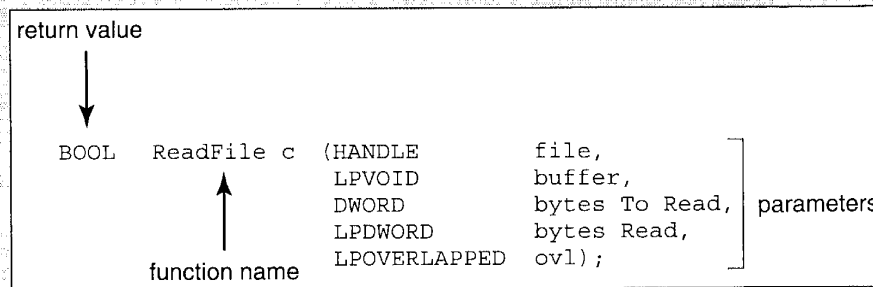 return value
BOOL ReadFile c (HANDLE file,
LPVOID buffer,
DWORD bytes To Read,
LPDWORD bytes Read,
LPOVERLAPPED ovl);
parameters
function name